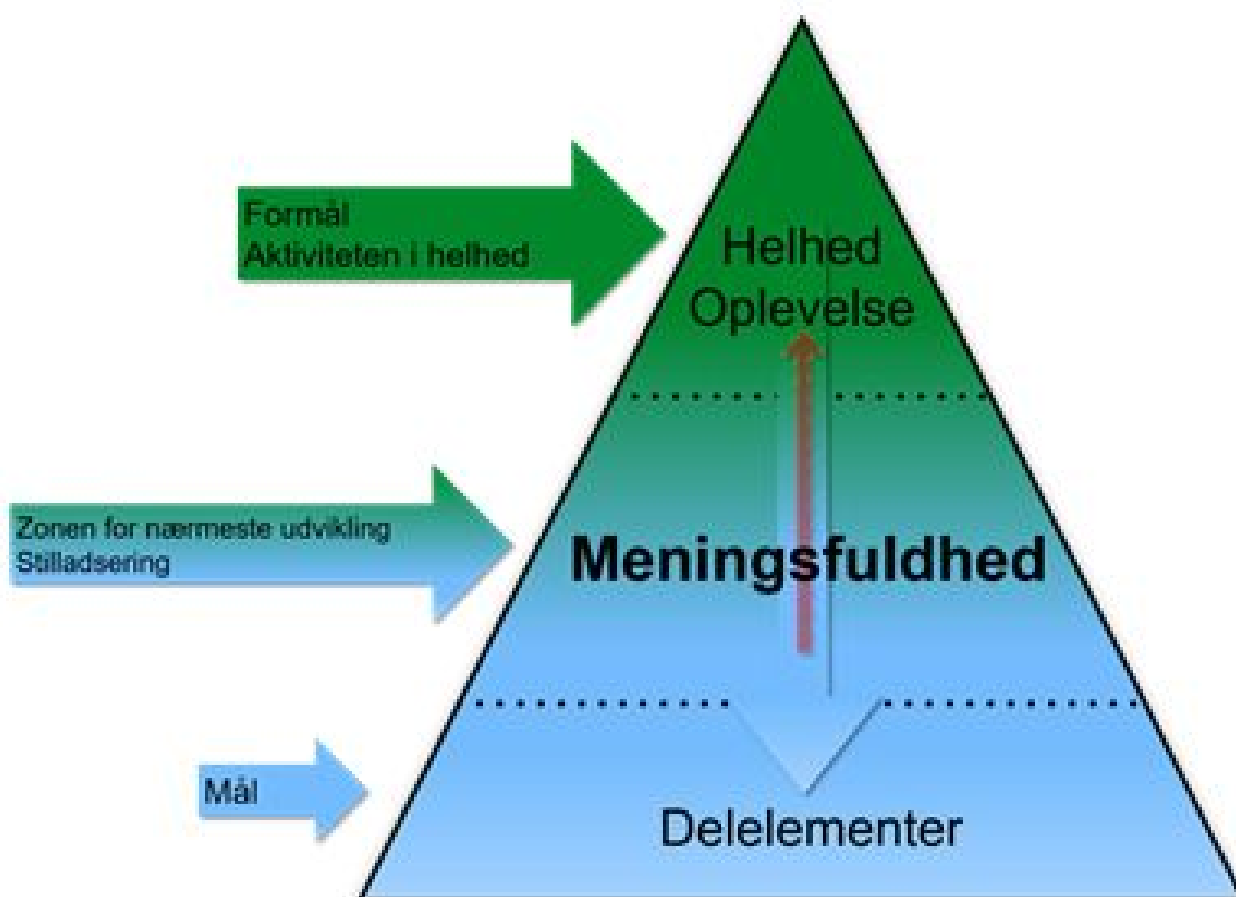 Formål
Aktiviteten i helhed
Helhed
Oplevelse
Zonen for nærmeste udvikling
Stilladsering
Meningsfuldhed
Mål
Delelementer